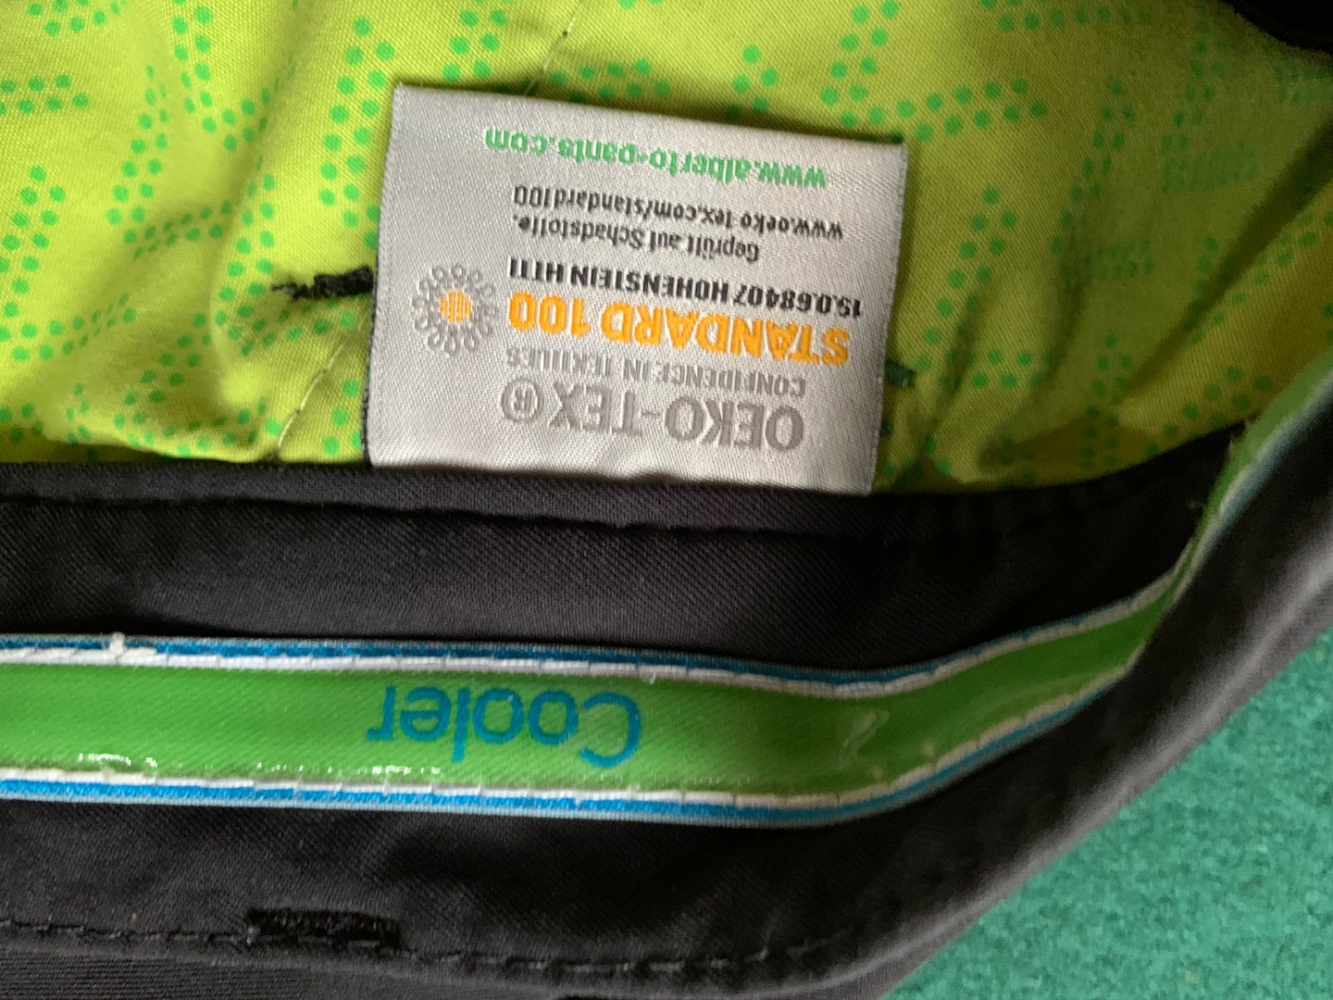 OEKO-TEX®
CONFIDENCE IN TEXTILES
STANDARD 100
15.0.68407 HOHENSTEIN HTTI
Geprüft auf Schadstoffe.
www.oeko-tex.com/standard100
www.alberto-pants.com
Cooler